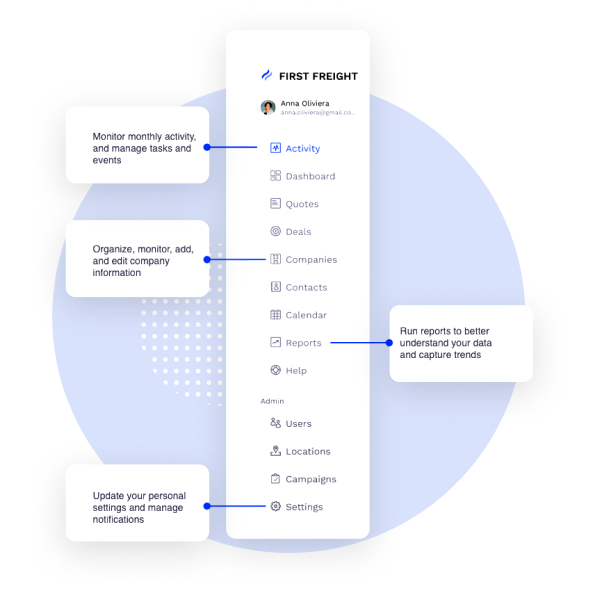 FIRST FREIGHT
Anna Oliviera
anna.oliviera@gmail.co...
Monitor monthly activity,
and manage tasks and
events
Activity
Dashboard
Quotes
Deals
Organize, monitor, add,
and edit company
information
Companies
Contacts
Calendar
Reports
Run reports to better
understand your data
and capture trends
Help
Admin
Users
Locations
Campaigns
Update your personal
settings and manage
notifications
Settings